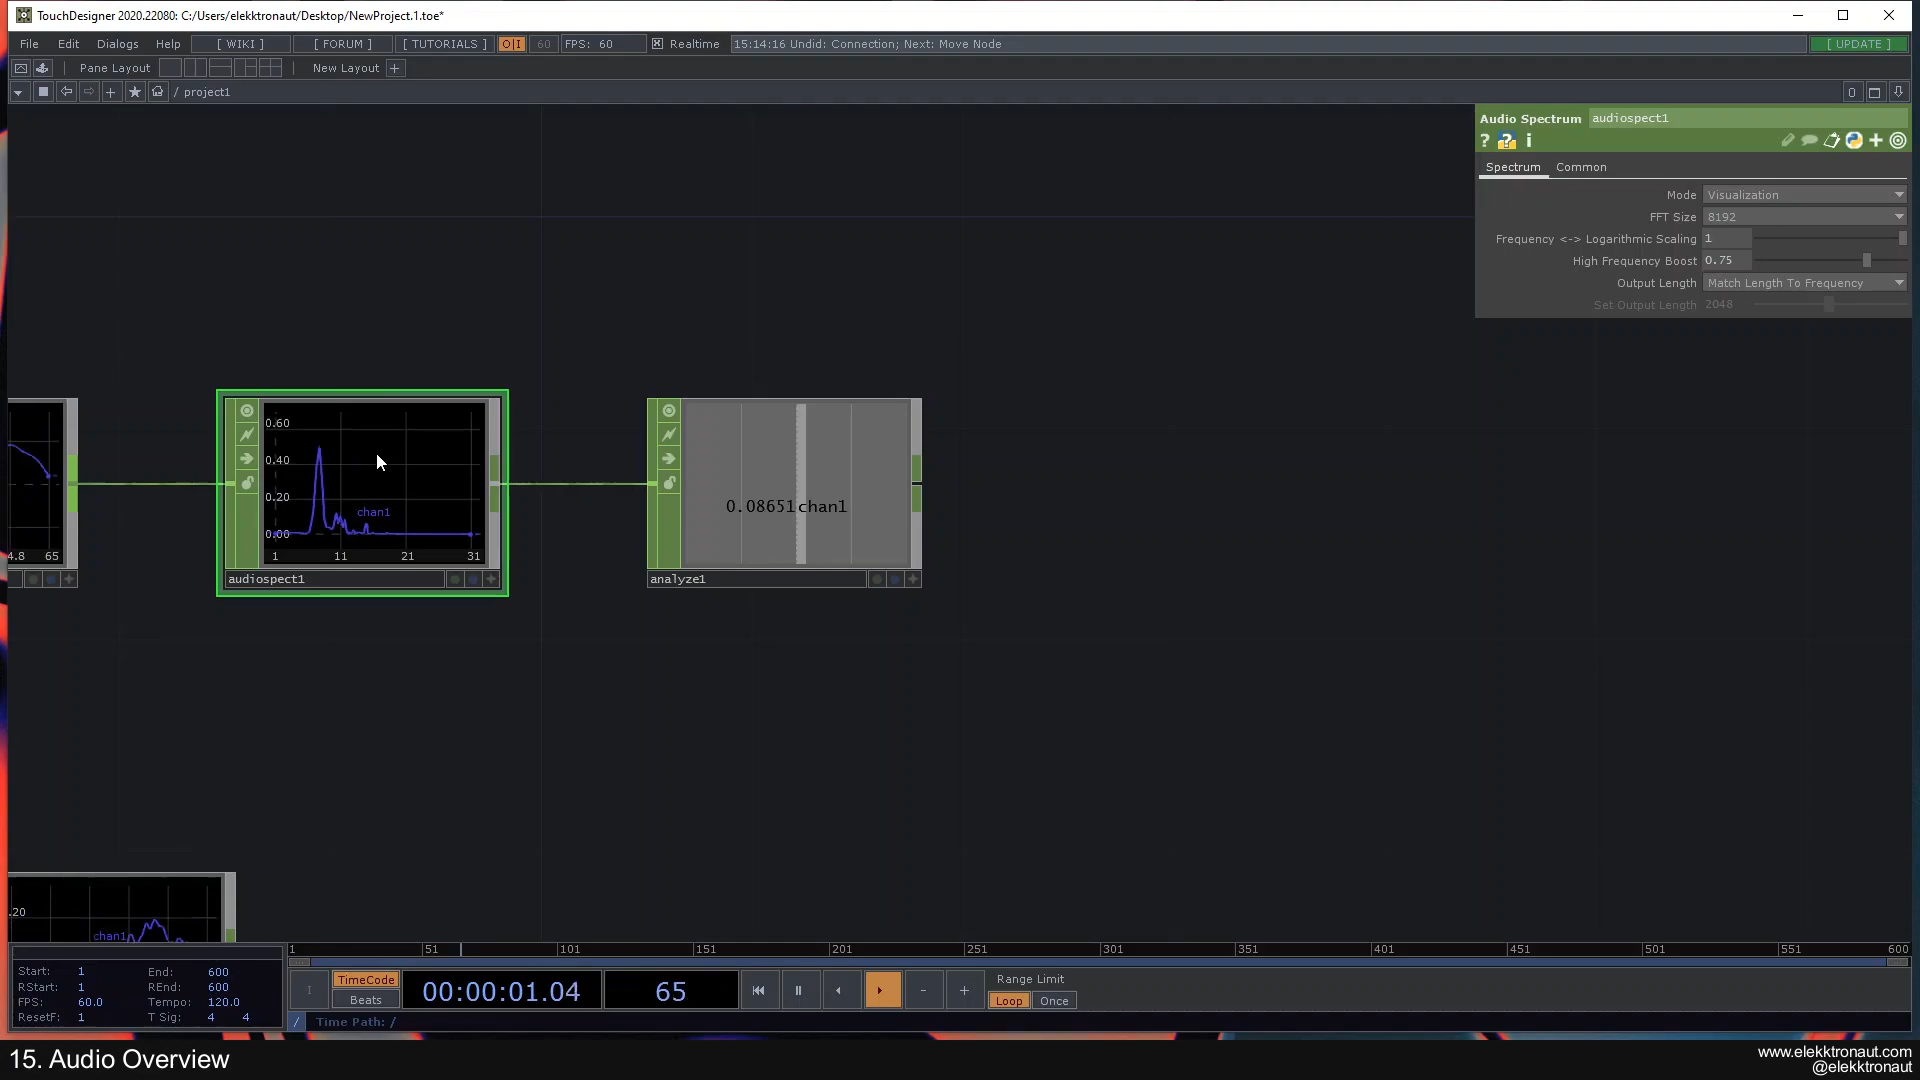 TouchDesigner 2020.22080: C:/Users/elekktronaut/Desktop/NewProject.1.toe*
File Edit Dialogs Help [ WIKI ] [ FORUM ] [ TUTORIALS ] O|I 60 FPS: 60 Realtime 15:14:16 Undid: Connection; Next: Move Node [ UPDATE ]
Pane Layout New Layout +
/ project1 0
Audio Spectrum audiospect1
? ? i
Spectrum Common
Mode Visualization
FFT Size 8192
Frequency <-> Logarithmic Scaling 1
High Frequency Boost 0.75
Output Length Match Length To Frequency
Set Output Length 2048
0.60
0.40
0.20
0.00
chan1
1 11 21 31
audiospect1
0.08651 chan1
analyze1
4.8 65
.20
chan1
1 51 101 151 201 251 301 351 401 451 501 551 600
Start: 1 End: 600
RStart: 1 REnd: 600
FPS: 60.0 Tempo: 120.0
ResetF: 1 T Sig: 4 4
I
TimeCode
Beats
00:00:01.04
65
- +
Range Limit
Loop Once
/ Time Path: /
15. Audio Overview
www.elekktronaut.com
@elekktronaut